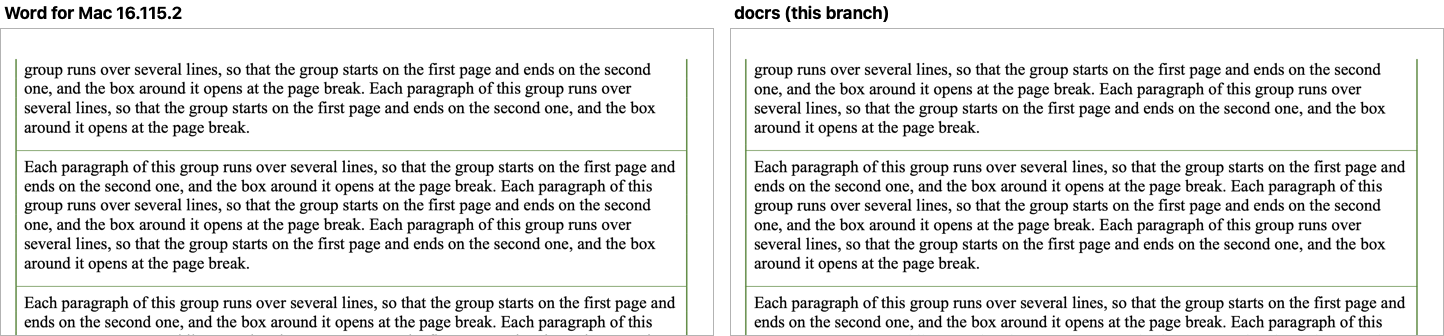 Word for Mac 16.115.2
group runs over several lines, so that the group starts on the first page and ends on the second
one, and the box around it opens at the page break. Each paragraph of this group runs over
several lines, so that the group starts on the first page and ends on the second one, and the box
around it opens at the page break.
Each paragraph of this group runs over several lines, so that the group starts on the first page and
ends on the second one, and the box around it opens at the page break. Each paragraph of this
group runs over several lines, so that the group starts on the first page and ends on the second
one, and the box around it opens at the page break. Each paragraph of this group runs over
several lines, so that the group starts on the first page and ends on the second one, and the box
around it opens at the page break.
Each paragraph of this group runs over several lines, so that the group starts on the first page and
ends on the second one, and the box around it opens at the page break. Each paragraph of this
docrs (this branch)
group runs over several lines, so that the group starts on the first page and ends on the second
one, and the box around it opens at the page break. Each paragraph of this group runs over
several lines, so that the group starts on the first page and ends on the second one, and the box
around it opens at the page break.
Each paragraph of this group runs over several lines, so that the group starts on the first page and
ends on the second one, and the box around it opens at the page break. Each paragraph of this
group runs over several lines, so that the group starts on the first page and ends on the second
one, and the box around it opens at the page break. Each paragraph of this group runs over
several lines, so that the group starts on the first page and ends on the second one, and the box
around it opens at the page break.
Each paragraph of this group runs over several lines, so that the group starts on the first page and
ends on the second one, and the box around it opens at the page break. Each paragraph of this